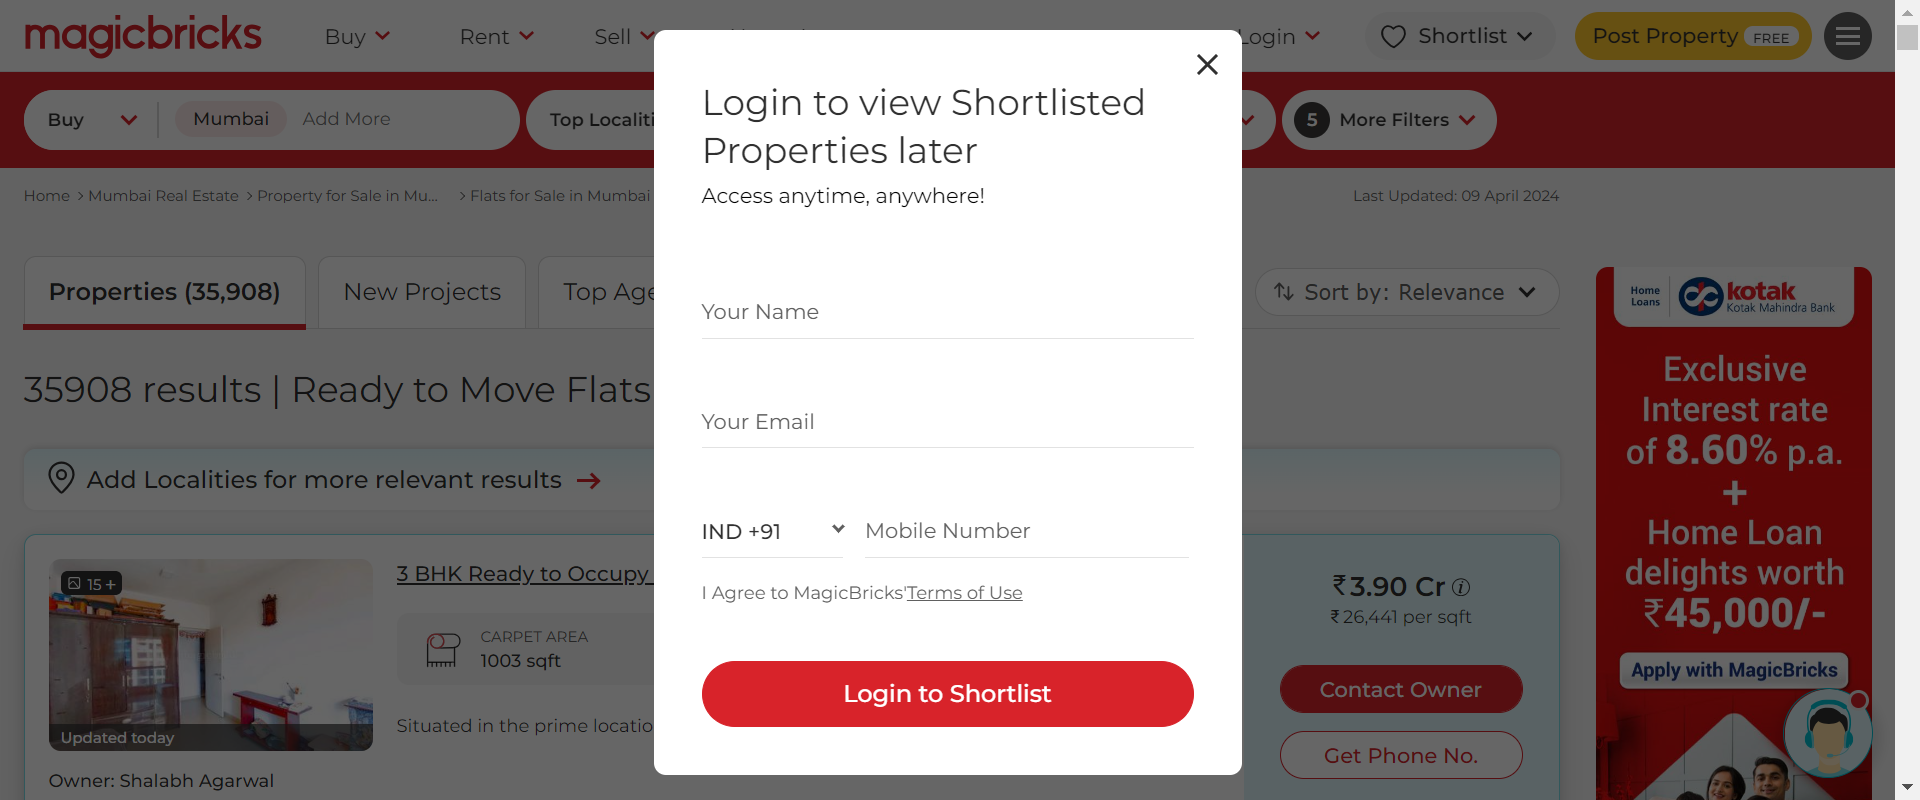 magicbricks
Buy
Rent
Sell
Login
Shortlist
Post Property FREE
Buy
Mumbai
Add More
Top Localiti
5
More Filters
Home > Mumbai Real Estate > Property for Sale in Mu... > Flats for Sale in Mumbai
Last Updated: 09 April 2024
Properties (35,908)
New Projects
Top Age
Sort by: Relevance
35908 results | Ready to Move Flats
Add Localities for more relevant results
15 +
Updated today
Owner: Shalabh Agarwal
3 BHK Ready to Occupy
CARPET AREA
1003 sqft
Situated in the prime locatio
₹3.90 Cr
₹26,441 per sqft
Contact Owner
Get Phone No.
Login to view Shortlisted
Properties later
Access anytime, anywhere!
Your Name
Your Email
IND +91
Mobile Number
I Agree to MagicBricks'Terms of Use
Login to Shortlist
Home
Loans
kotak
Kotak Mahindra Bank
Exclusive
Interest rate
of 8.60% p.a.
+
Home Loan
delights worth
₹45,000/-
Apply with MagicBricks